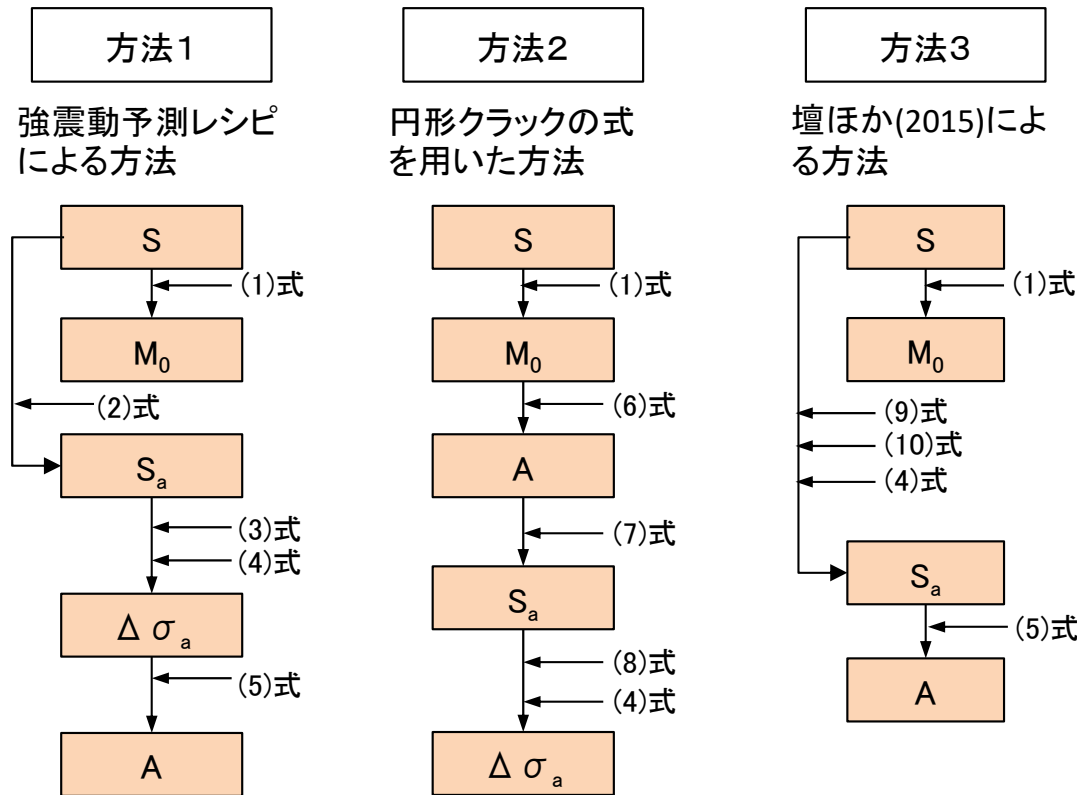 方法1
強震動予測レシピ
による方法
S
(1)式
M0
(2)式
Sa
(3)式
(4)式
Δσa
(5)式
A
方法2
円形クラックの式
を用いた方法
S
(1)式
M0
(6)式
A
(7)式
Sa
(8)式
(4)式
Δσa
方法3
壇ほか(2015)によ
る方法
S
(1)式
M0
(9)式
(10)式
(4)式
Sa
(5)式
A